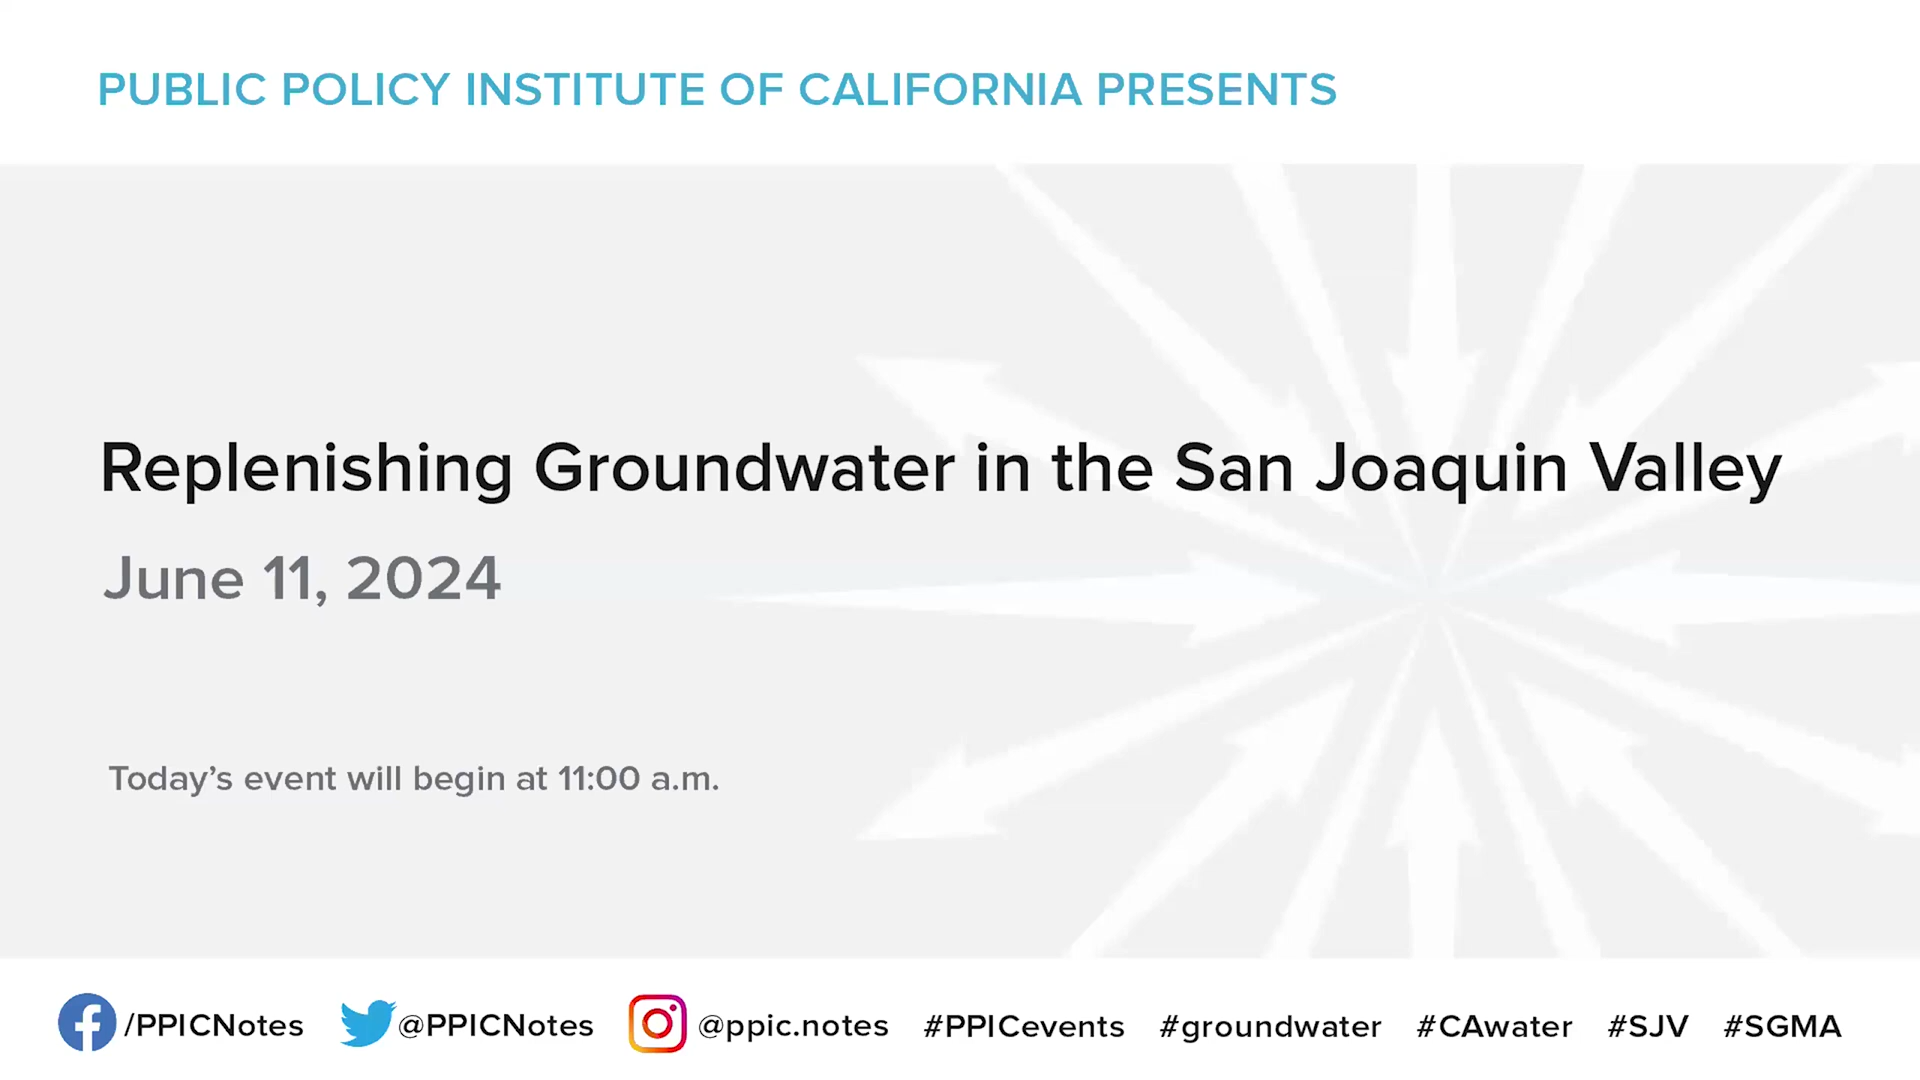 PUBLIC POLICY INSTITUTE OF CALIFORNIA PRESENTS
Replenishing Groundwater in the San Joaquin Valley
June 11, 2024
Today’s event will begin at 11:00 a.m.
/PPICNotes @PPICNotes @ppic.notes #PPICevents #groundwater #CAwater #SJV #SGMA